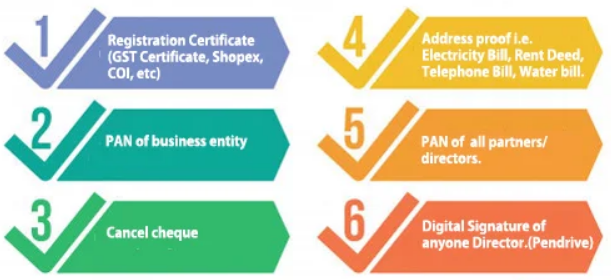 1
Registration Certificate
(GST Certificate, Shopex,
COI, etc)
2
PAN of business entity
3
Cancel cheque
4
Address proof i.e.
Electricity Bill, Rent Deed,
Telephone Bill, Water bill.
5
PAN of all partners/
directors.
6
Digital Signature of
anyone Director.(Pendrive)